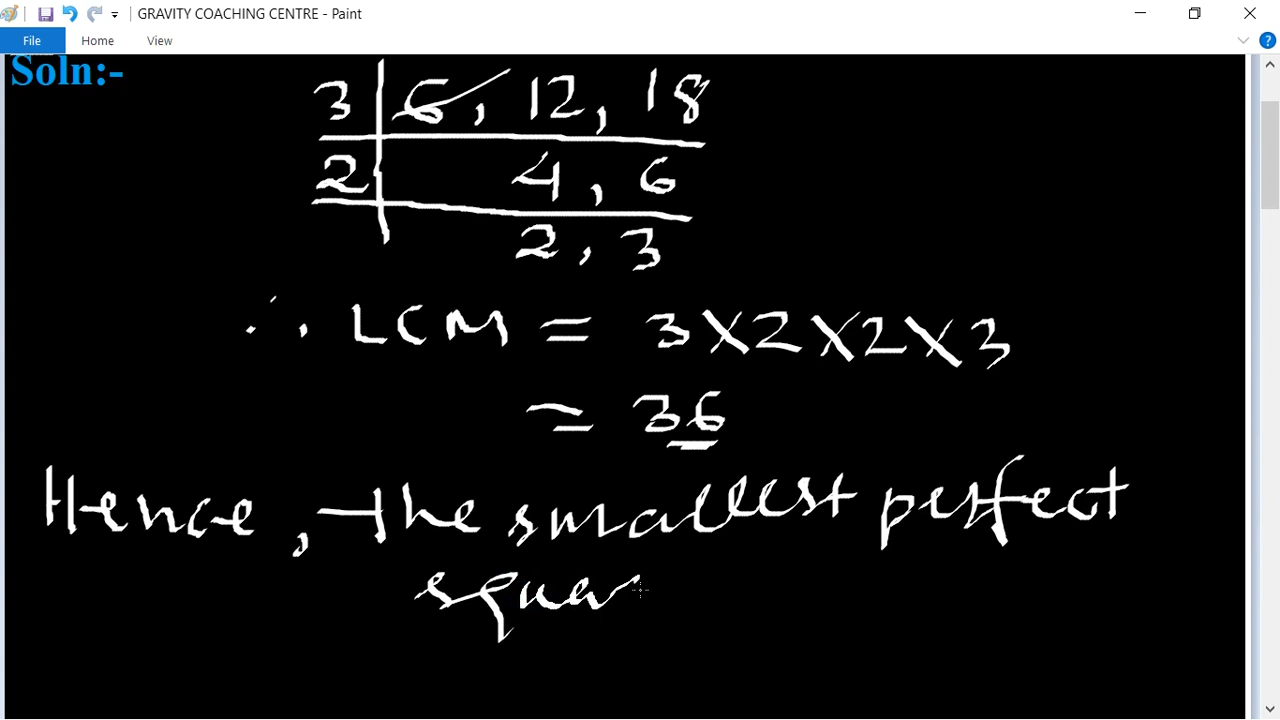 GRAVITY COACHING CENTRE - Paint
File Home View
Soln:-
3 6, 12, 18
2 4, 6
2, 3
∴ LCM = 3X2X2X3
= 36
Hence, the smallest perfect
squar